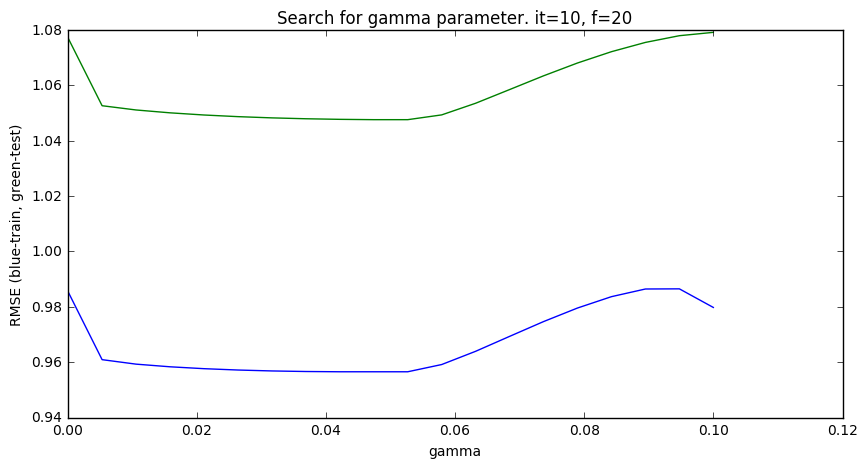 Search for gamma parameter. it=10, f=20
RMSE (blue-train, green-test)
1.08
1.06
1.04
1.02
1.00
0.98
0.96
0.94
0.00 0.02 0.04 0.06 0.08 0.10 0.12
gamma